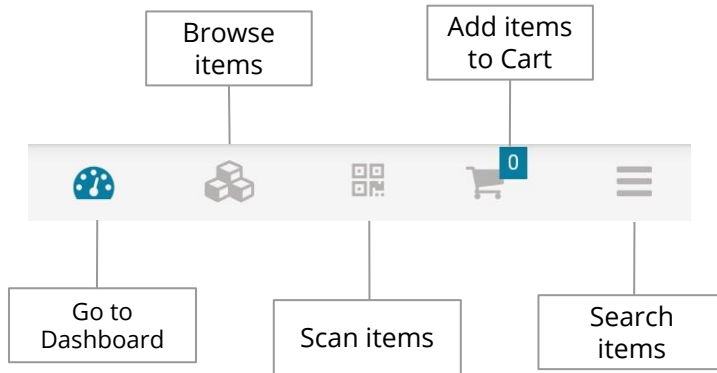 Browse
items
Add items
to Cart
0
Go to
Dashboard
Scan items
Search
items